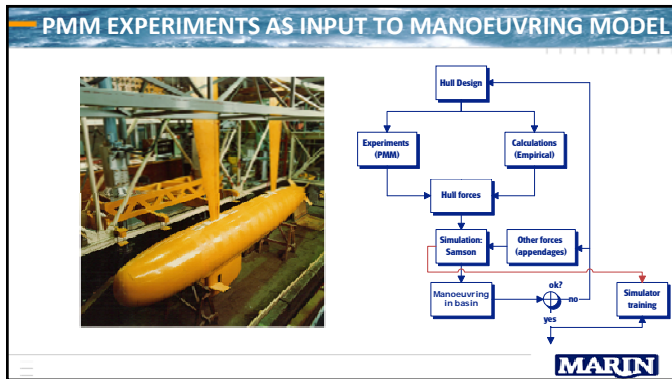 PMM EXPERIMENTS AS INPUT TO MANOEUVRING MODEL
Hull Design
Experiments
(PMM)
Calculations
(Empirical)
Hull forces
Simulation:
Samson
Other forces
(appendages)
Manoeuvring
in basin
ok?
no
yes
Simulator
training
MARIN